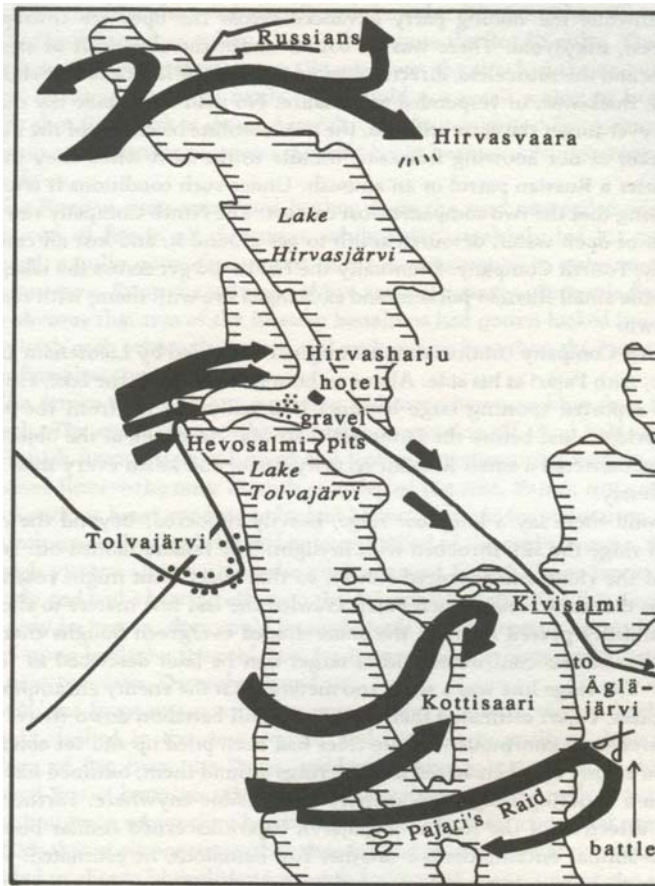 Russians
Hirvasvaara
Lake
Hirvasjärvi
Hirvasharju
hotel
gravel
pits
Hevossalmi
Lake
Tolvajärvi
Tolvajärvi
Kivisalmi
to
Äglä-
järvi
Kottisaari
Pajari's Raid
battle